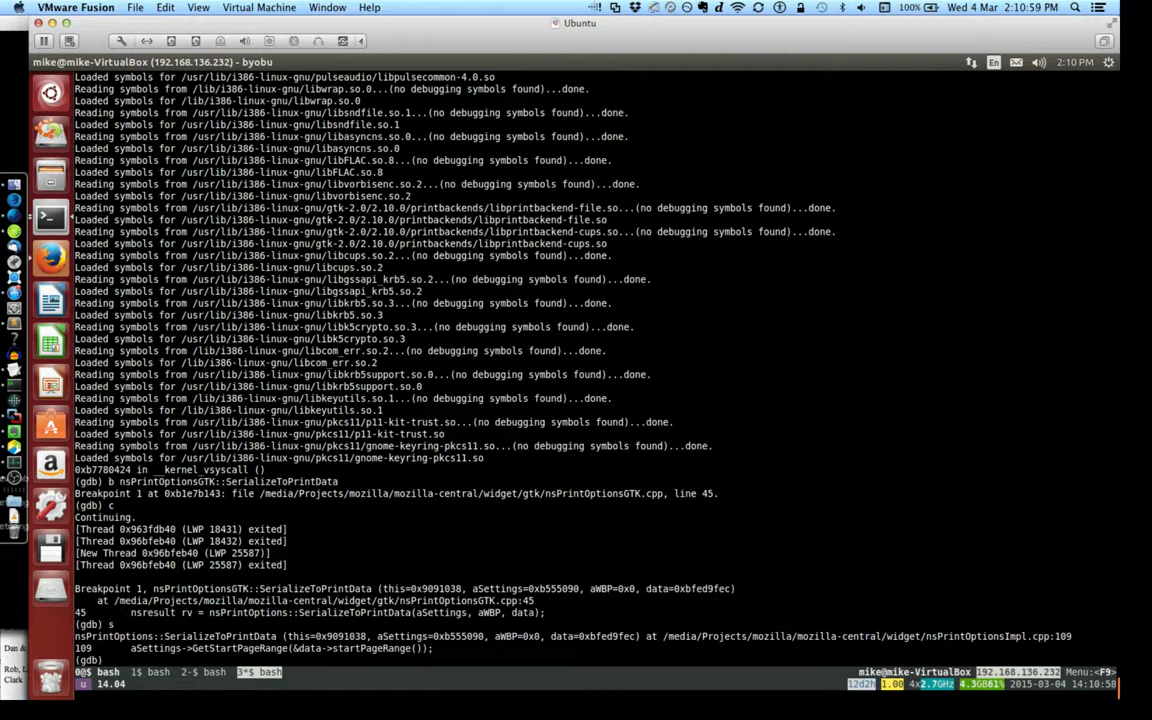 VMware Fusion File Edit View Virtual Machine Window Help 100% Wed 4 Mar 2:10:59 PM
Ubuntu
mike@mike-VirtualBox (192.168.136.232) - byobu En 2:10 PM
Loaded symbols for /usr/lib/i386-linux-gnu/pulseaudio/libpulsecommon-4.0.so
Reading symbols from /lib/i386-linux-gnu/libwrap.so.0...(no debugging symbols found)...done.
Loaded symbols for /lib/i386-linux-gnu/libwrap.so.0
Reading symbols from /usr/lib/i386-linux-gnu/libsndfile.so.1...(no debugging symbols found)...done.
Loaded symbols for /usr/lib/i386-linux-gnu/libsndfile.so.1
Reading symbols from /usr/lib/i386-linux-gnu/libasyncns.so.0...(no debugging symbols found)...done.
Loaded symbols for /usr/lib/i386-linux-gnu/libasyncns.so.0
Reading symbols from /usr/lib/i386-linux-gnu/libFLAC.so.8...(no debugging symbols found)...done.
Loaded symbols for /usr/lib/i386-linux-gnu/libFLAC.so.8
Reading symbols from /usr/lib/i386-linux-gnu/libvorbisenc.so.2...(no debugging symbols found)...done.
Loaded symbols for /usr/lib/i386-linux-gnu/libvorbisenc.so.2
Reading symbols from /usr/lib/i386-linux-gnu/gtk-2.0/2.10.0/printbackends/libprintbackend-file.so...(no debugging symbols found)...done.
Loaded symbols for /usr/lib/i386-linux-gnu/gtk-2.0/2.10.0/printbackends/libprintbackend-file.so
Reading symbols from /usr/lib/i386-linux-gnu/gtk-2.0/2.10.0/printbackends/libprintbackend-cups.so...(no debugging symbols found)...done.
Loaded symbols for /usr/lib/i386-linux-gnu/gtk-2.0/2.10.0/printbackends/libprintbackend-cups.so
Reading symbols from /usr/lib/i386-linux-gnu/libcups.so.2...(no debugging symbols found)...done.
Loaded symbols for /usr/lib/i386-linux-gnu/libcups.so.2
Reading symbols from /usr/lib/i386-linux-gnu/libgssapi_krb5.so.2...(no debugging symbols found)...done.
Loaded symbols for /usr/lib/i386-linux-gnu/libgssapi_krb5.so.2
Reading symbols from /usr/lib/i386-linux-gnu/libkrb5.so.3...(no debugging symbols found)...done.
Loaded symbols for /usr/lib/i386-linux-gnu/libkrb5.so.3
Reading symbols from /usr/lib/i386-linux-gnu/libk5crypto.so.3...(no debugging symbols found)...done.
Loaded symbols for /usr/lib/i386-linux-gnu/libk5crypto.so.3
Reading symbols from /lib/i386-linux-gnu/libcom_err.so.2...(no debugging symbols found)...done.
Loaded symbols for /lib/i386-linux-gnu/libcom_err.so.2
Reading symbols from /usr/lib/i386-linux-gnu/libkrb5support.so.0...(no debugging symbols found)...done.
Loaded symbols for /usr/lib/i386-linux-gnu/libkrb5support.so.0
Reading symbols from /lib/i386-linux-gnu/libkeyutils.so.1...(no debugging symbols found)...done.
Loaded symbols for /lib/i386-linux-gnu/libkeyutils.so.1
Reading symbols from /usr/lib/i386-linux-gnu/pkcs11/p11-kit-trust.so...(no debugging symbols found)...done.
Loaded symbols for /usr/lib/i386-linux-gnu/pkcs11/p11-kit-trust.so
Reading symbols from /usr/lib/i386-linux-gnu/pkcs11/gnome-keyring-pkcs11.so...(no debugging symbols found)...done.
Loaded symbols for /usr/lib/i386-linux-gnu/pkcs11/gnome-keyring-pkcs11.so
0xb7780424 in __kernel_vsyscall ()
(gdb) b nsPrintOptionsGTK::SerializeToPrintData
Breakpoint 1 at 0xb1e7b143: file /media/Projects/mozilla/mozilla-central/widget/gtk/nsPrintOptionsGTK.cpp, line 45.
(gdb) c
Continuing.
[Thread 0x963fdb40 (LWP 18431) exited]
[Thread 0x96bfeb40 (LWP 18432) exited]
[New Thread 0x96bfeb40 (LWP 25587)]
[Thread 0x96bfeb40 (LWP 25587) exited]
Breakpoint 1, nsPrintOptionsGTK::SerializeToPrintData (this=0x9091038, aSettings=0xb555090, aWBP=0x0, data=0xbfed9fec)
at /media/Projects/mozilla/mozilla-central/widget/gtk/nsPrintOptionsGTK.cpp:45
45 nsresult rv = nsPrintOptions::SerializeToPrintData(aSettings, aWBP, data);
(gdb) s
nsPrintOptions::SerializeToPrintData (this=0x9091038, aSettings=0xb555090, aWBP=0x0, data=0xbfed9fec) at /media/Projects/mozilla/mozilla-central/widget/nsPrintOptionsImpl.cpp:109
109 aSettings->GetStartPageRange(&data->startPageRange());
(gdb)
0@$ bash 1$ bash 2-$ bash 3*$ bash mike@mike-VirtualBox 192.168.136.232 Menu:<F9>
u 14.04 12d2h 1.00 4x2.7GHz 4.3GB61% 2015-03-04 14:10:58
Dan &
Rob, L
Clark